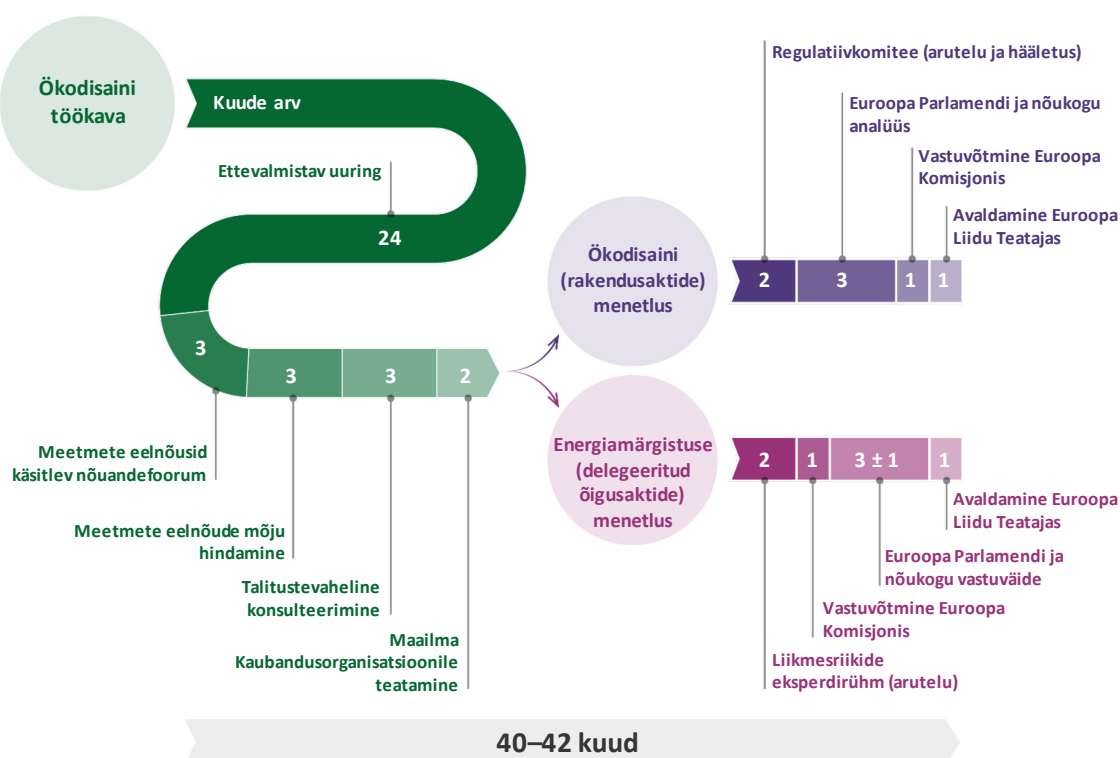 Ökodisaini
töökava
Kuude arv
Ettevalmistav uuring
24
3
3
3
2
Meetmete eelnõusid
käsitlev nõuandefoorum
Meetmete eelnõude mõju
hindamine
Talitustevaheline
konsulteerimine
Maailma
Kaubandusorganisatsioonile
teatamine
Ökodisaini
(rakendusaktide)
menetlus
Regulatiivkomitee (arutelu ja hääletus)
Euroopa Parlamendi ja nõukogu
analüüs
Vastuvõtmine Euroopa
Komisjonis
Avaldamine Euroopa
Liidu Teatajas
2
3
1
1
Energiamärgistuse
(delegeeritud
õigusaktide)
menetlus
2
1
3 ± 1
1
Avaldamine Euroopa
Liidu Teatajas
Euroopa Parlamendi ja
nõukogu vastuväide
Vastuvõtmine Euroopa
Komisjonis
Liikmesriikide
eksperdirühm (arutelu)
40–42 kuud